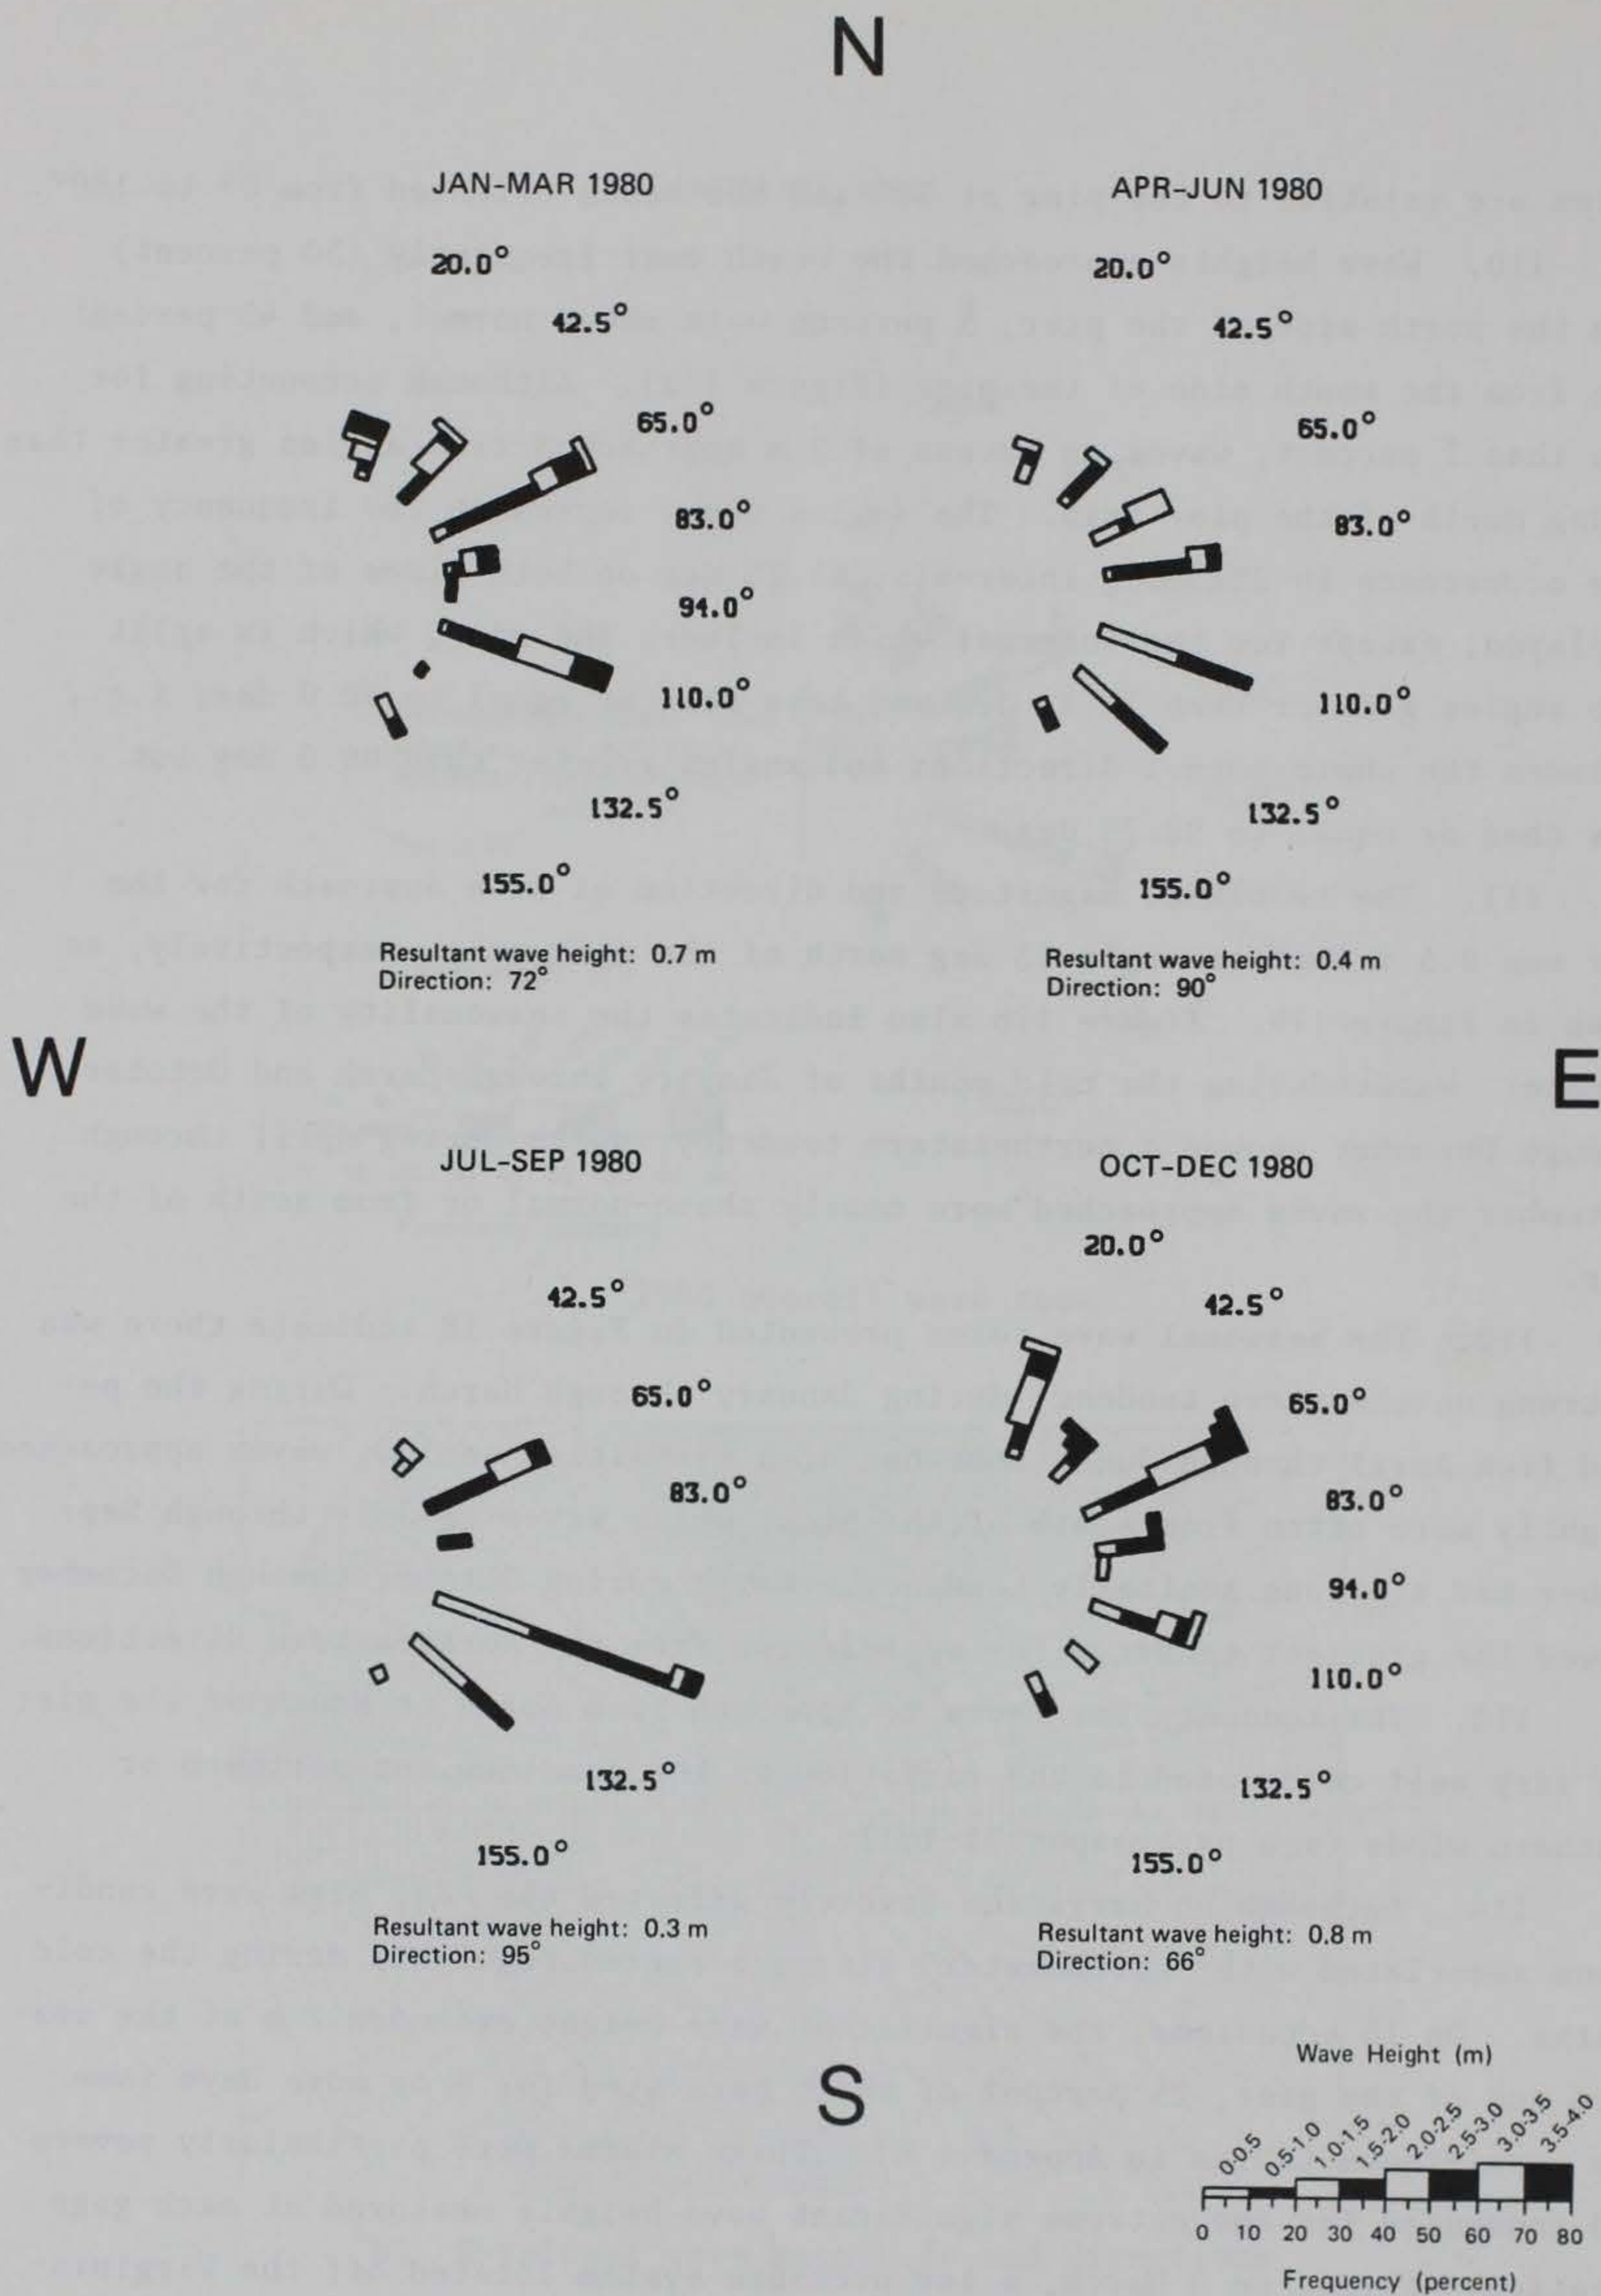 N
JAN-MAR 1980
20.0°
42.5°
65.0°
83.0°
94.0°
110.0°
132.5°
155.0°
Resultant wave height: 0.7 m
Direction: 72°
APR-JUN 1980
20.0°
42.5°
65.0°
83.0°
110.0°
132.5°
155.0°
Resultant wave height: 0.4 m
Direction: 90°
W
E
JUL-SEP 1980
42.5°
65.0°
83.0°
110.0°
132.5°
155.0°
Resultant wave height: 0.3 m
Direction: 95°
OCT-DEC 1980
20.0°
42.5°
65.0°
83.0°
94.0°
132.5°
155.0°
Resultant wave height: 0.8 m
Direction: 66°
S
Wave Height (m)
0-0.5 0.5-1.0 1.0-1.5 1.5-2.0 2.0-2.5 2.5-3.0 3.0-3.5 3.5-4.0
0 10 20 30 40 50 60 70 80
Frequency (percent)